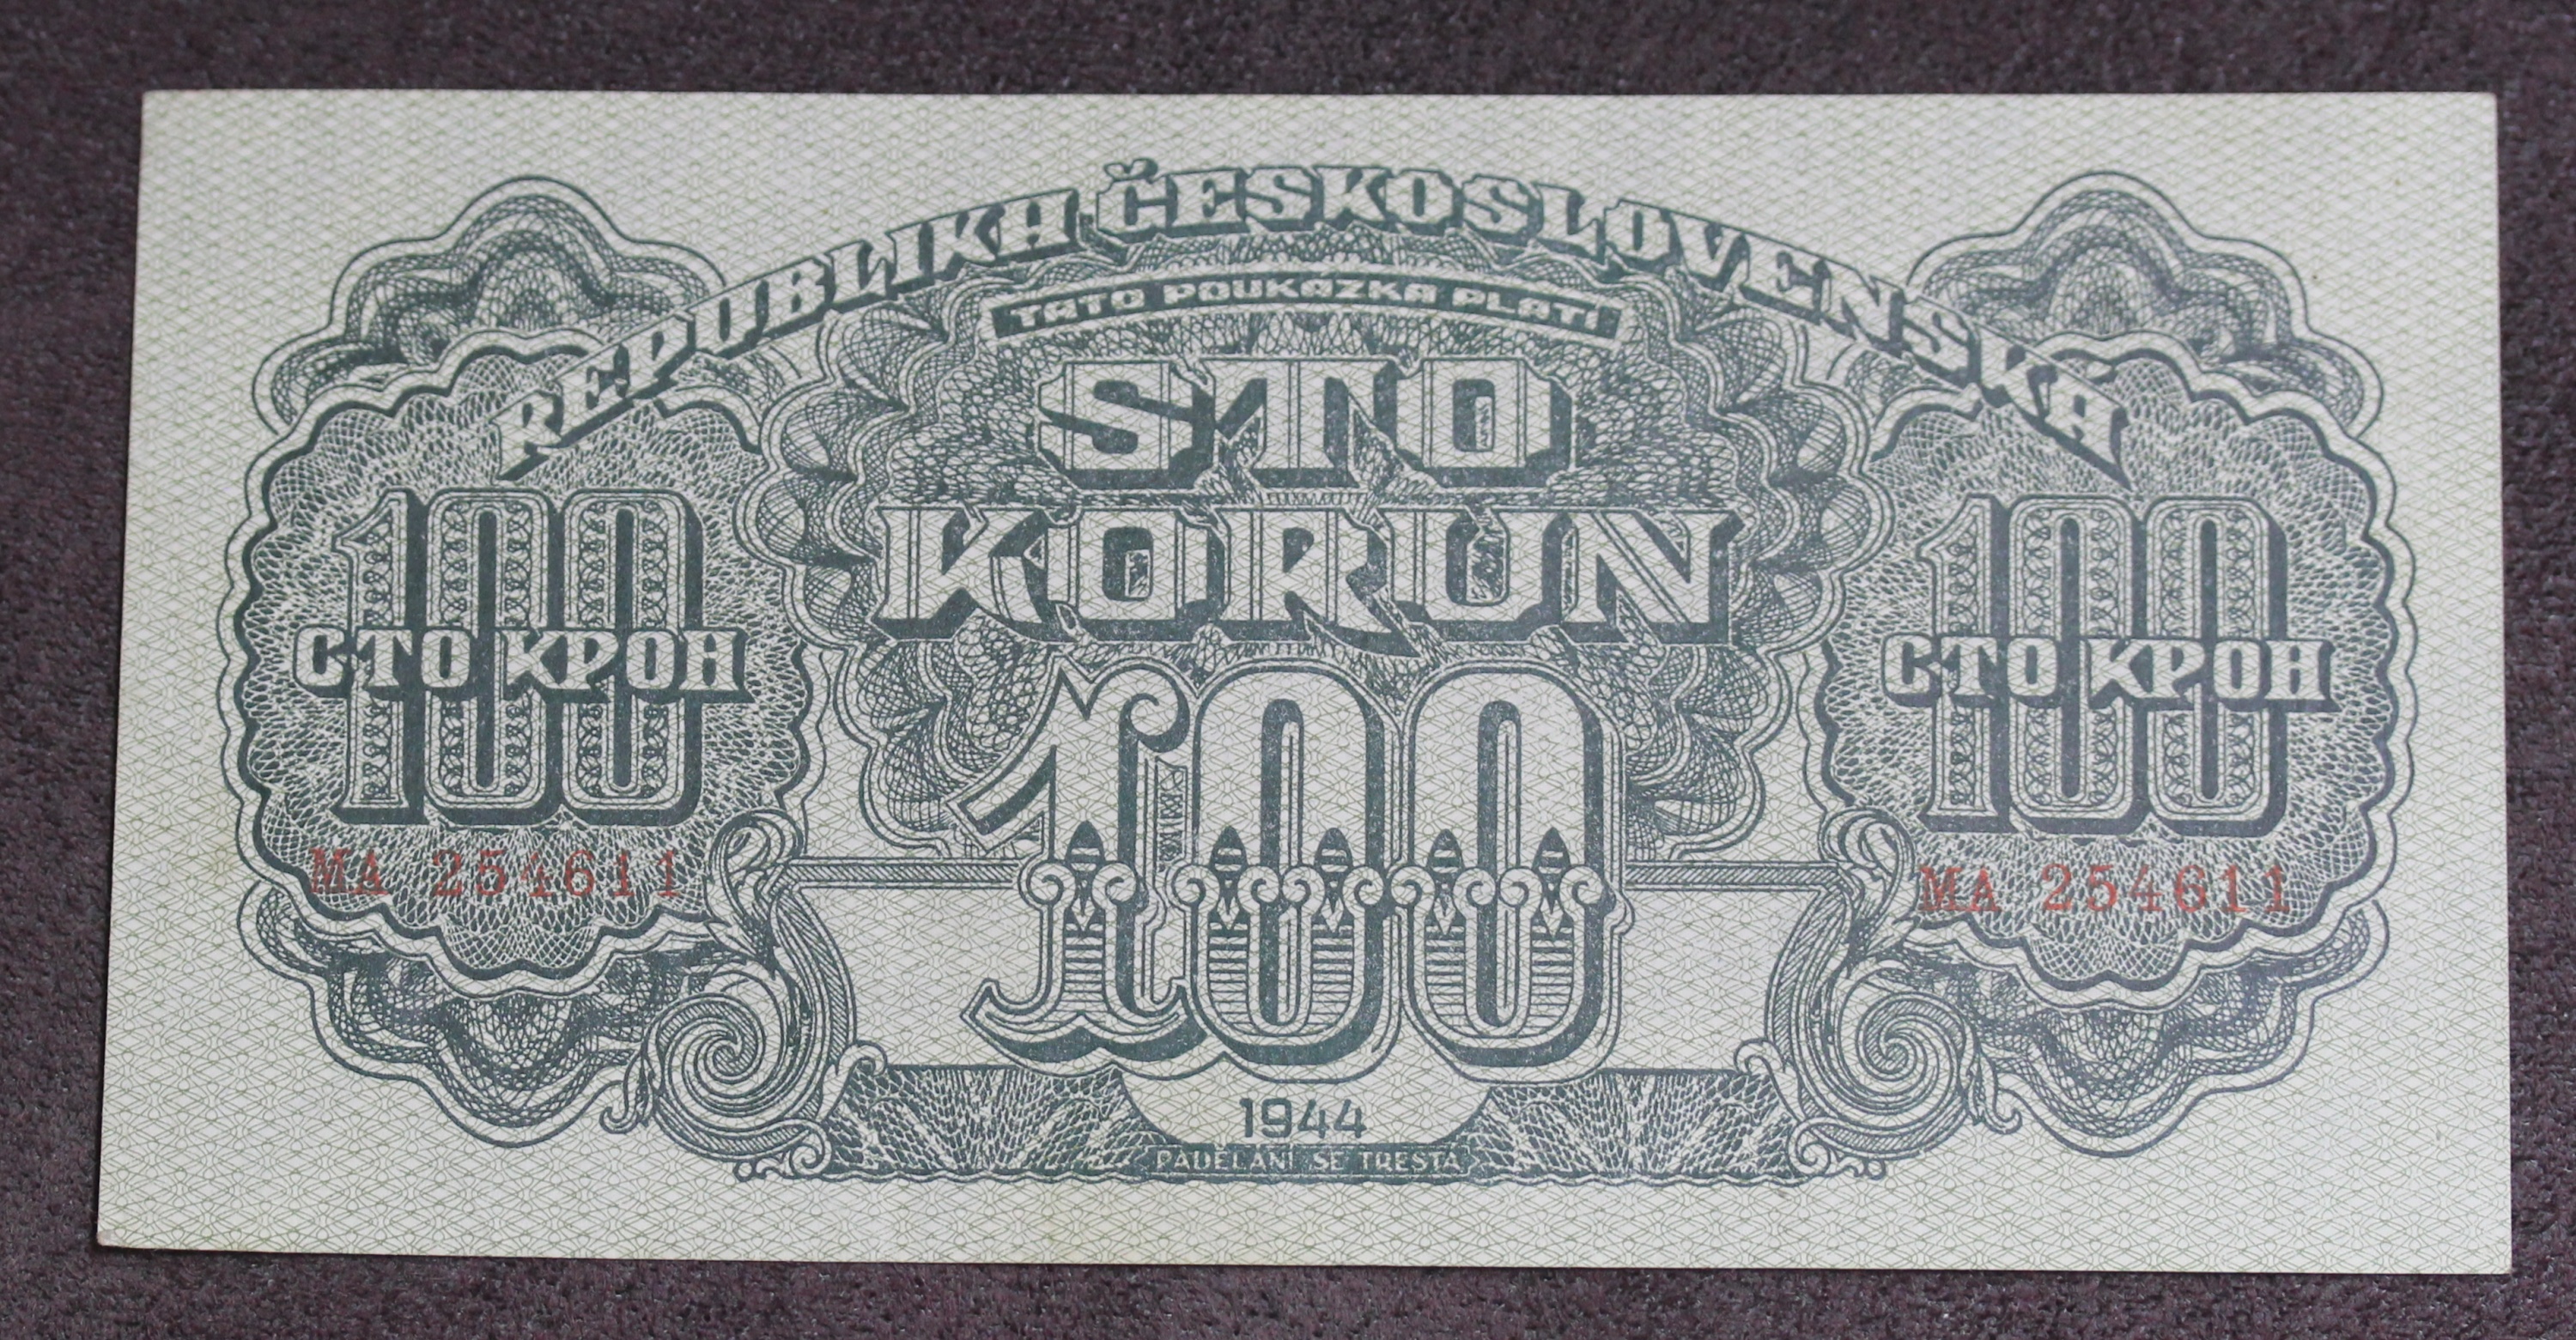 REPUBLIKA ČESKOSLOVENSKÁ
TATO POUKÁZKA PLATÍ
STO
KORUN
100
СТО КРОН
100
СТО КРОН
100
MA 254611
MA 254611
1944
PADĚLÁNÍ SE TRESTÁ